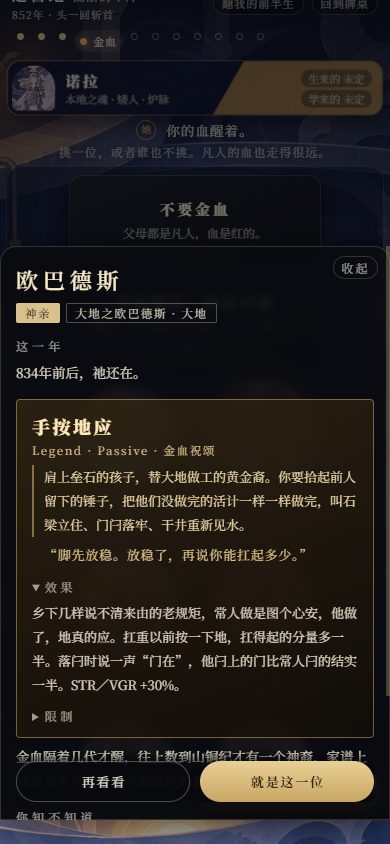 852年 · 头一回斩首
翻我的前半生
回到牌桌
金血
诺拉
本地之魂 · 矮人 · 炉脉
生来的 未定
学来的 未定
她 你的血醒着。
挑一位，或者谁也不挑。凡人的血也走得很远。
不要金血
父母都是凡人，血是红的。
收起
欧巴德斯
神亲
大地之欧巴德斯 · 大地
这一年
834年前后，祂还在。
手按地应
Legend · Passive · 金血祝颂
肩上垒石的孩子，替大地做工的黄金裔。你要拾起前人
留下的锤子，把他们没做完的活计一样一样做完，叫石
梁立住、门闩落牢、干井重新见水。
“脚先放稳。放稳了，再说你能扛起多少。”
▼效果
乡下几样说不清来由的老规矩，常人做是图个心安，他做
了，地真的应。扛重以前按一下地，扛得起的分量多一
半。落闩时说一声“门在”，他闩上的门比常人闩的结实
一半。STR／VGR +30%。
▶限制
金血隔着几代才醒，往上数到山铜纪才有一个神裔，家谱上
再看看
就是这一位
你知不知道